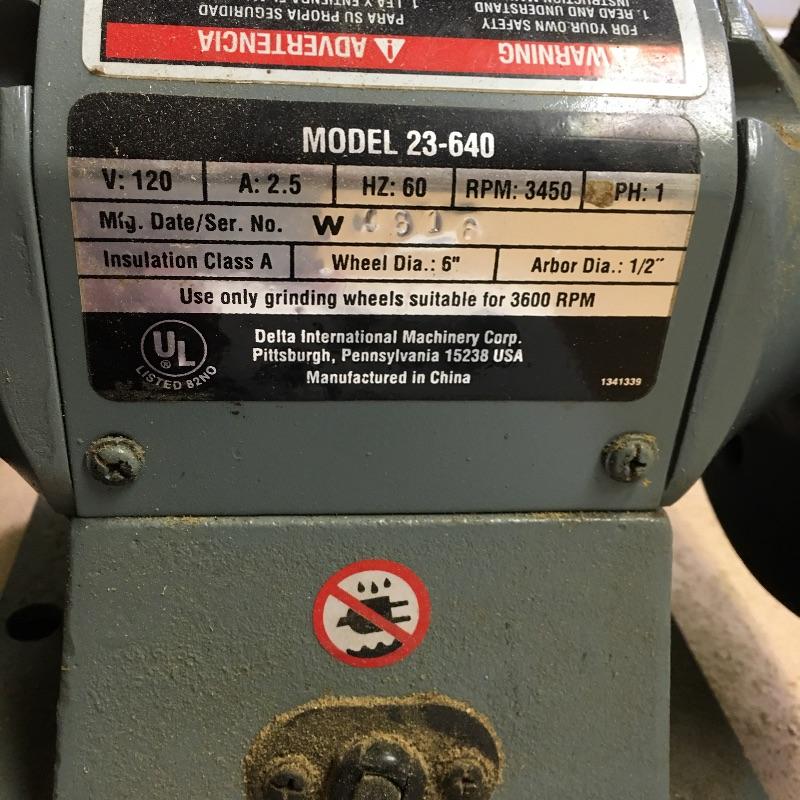 WARNING
ADVERTENCIA
FOR YOUR OWN SAFETY
1. READ AND UNDERSTAND
PARA SU PROPIA SEGURIDAD
MODEL 23-640
V: 120 A: 2.5 HZ: 60 RPM: 3450 PH: 1
Mfg. Date/Ser. No. W
Insulation Class A Wheel Dia.: 6" Arbor Dia.: 1/2"
Use only grinding wheels suitable for 3600 RPM
UL
®
LISTED 82NO
Delta International Machinery Corp.
Pittsburgh, Pennsylvania 15238 USA
Manufactured in China
1341339